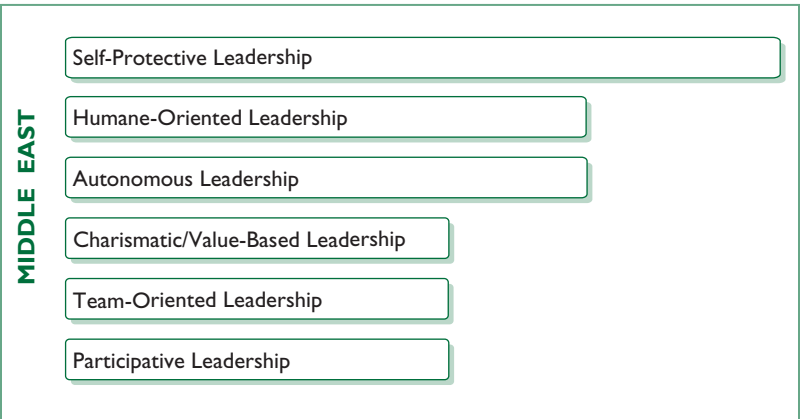 MIDDLE EAST
Self-Protective Leadership
Humane-Oriented Leadership
Autonomous Leadership
Charismatic/Value-Based Leadership
Team-Oriented Leadership
Participative Leadership